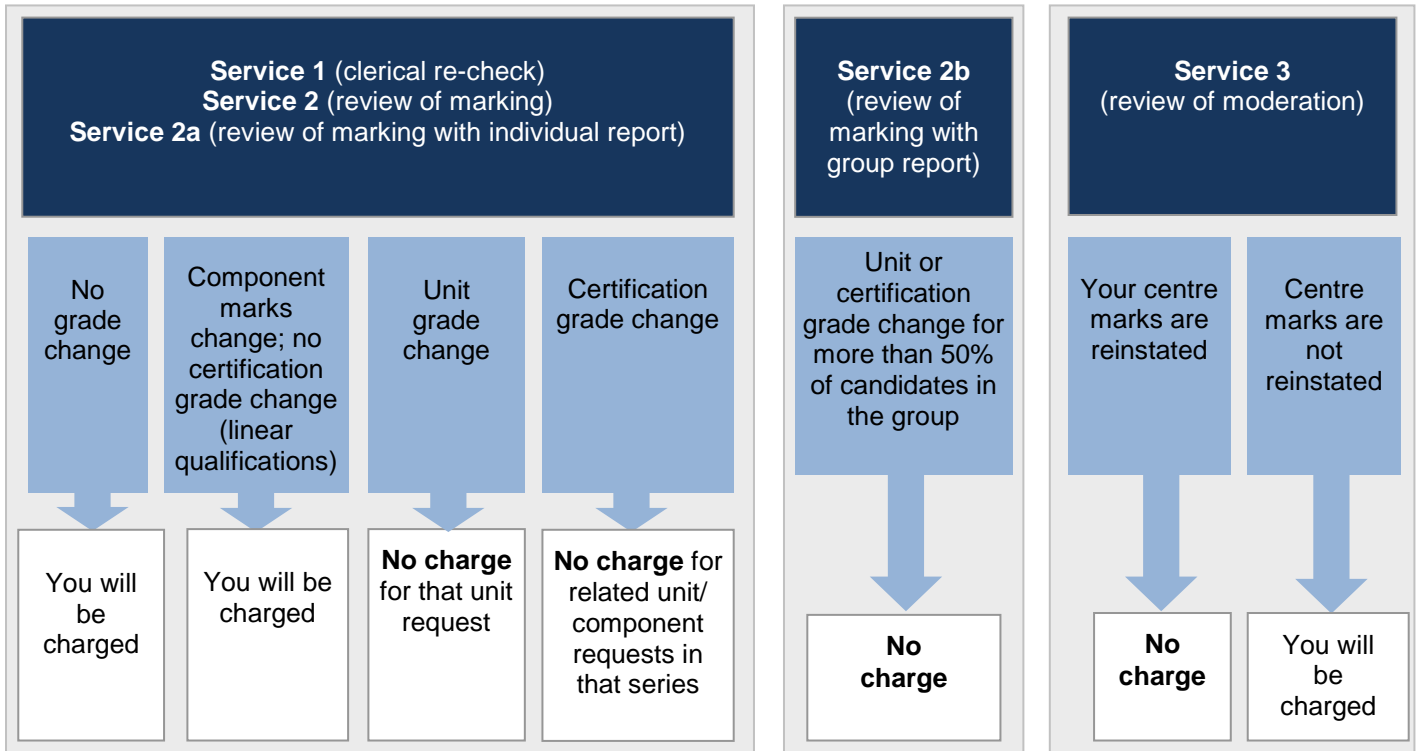 Service 1 (clerical re-check)
Service 2 (review of marking)
Service 2a (review of marking with individual report)
Service 2b
(review of
marking with
group report)
Service 3
(review of moderation)
No
grade
change
Component
marks
change; no
certification
grade change
(linear
qualifications)
Unit
grade
change
Certification
grade change
Unit or
certification
grade change for
more than 50%
of candidates in
the group
Your centre
marks are
reinstated
Centre
marks are
not
reinstated
You will
be
charged
You will be
charged
No charge
for that unit
request
No charge for
related unit/
component
requests in
that series
No
charge
No
charge
You will
be
charged